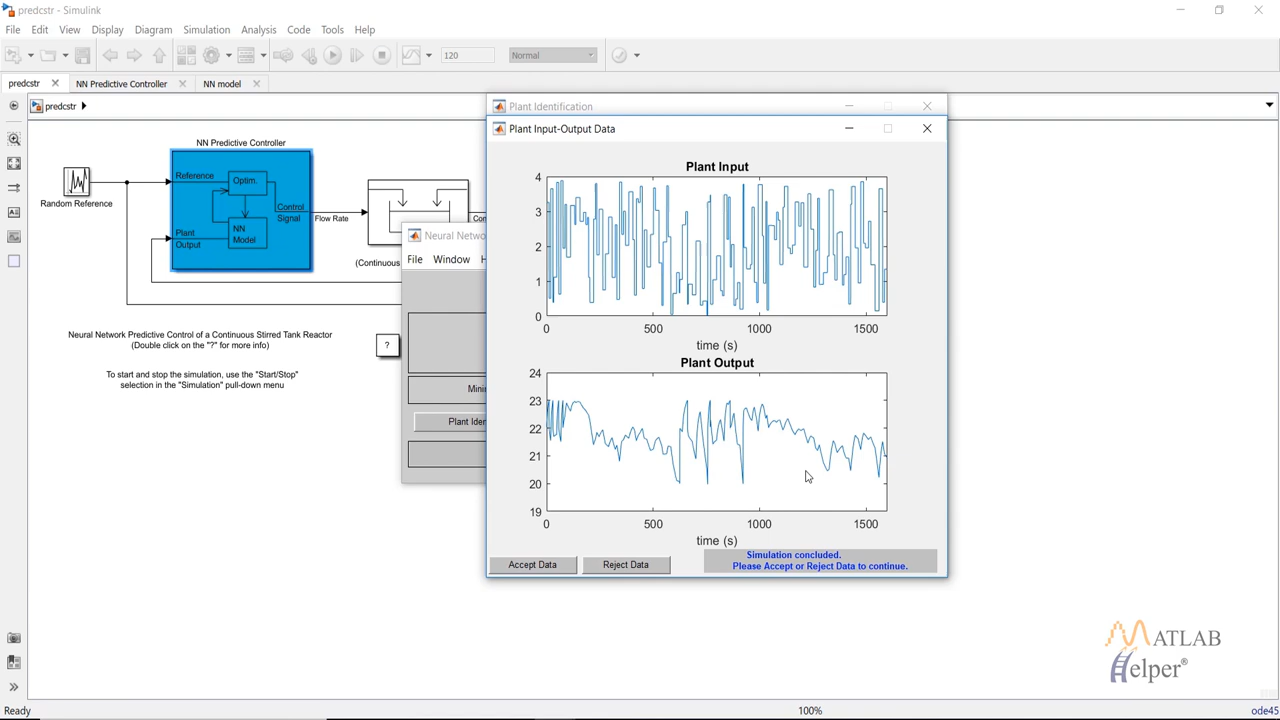 predcstr - Simulink
File Edit View Display Diagram Simulation Analysis Code Tools Help
120
Normal
predcstr
NN Predictive Controller
NN model
predcstr
Random Reference
NN Predictive Controller
Reference
Optim.
Control
Signal
NN
Model
Plant
Output
Flow Rate
(Continuous
Neural Network Predictive Control of a Continuous Stirred Tank Reactor
(Double click on the "?" for more info)
?
To start and stop the simulation, use the "Start/Stop"
selection in the "Simulation" pull-down menu
Neural Netwo
File Window H
Mini
Plant Iden
Plant Identification
Plant Input-Output Data
Plant Input
4
3
2
1
0
0 500 1000 1500
time (s)
Plant Output
24
23
22
21
20
19
0 500 1000 1500
time (s)
Accept Data
Reject Data
Simulation concluded.
Please Accept or Reject Data to continue.
MATLAB
Helper®
Ready
100%
ode45